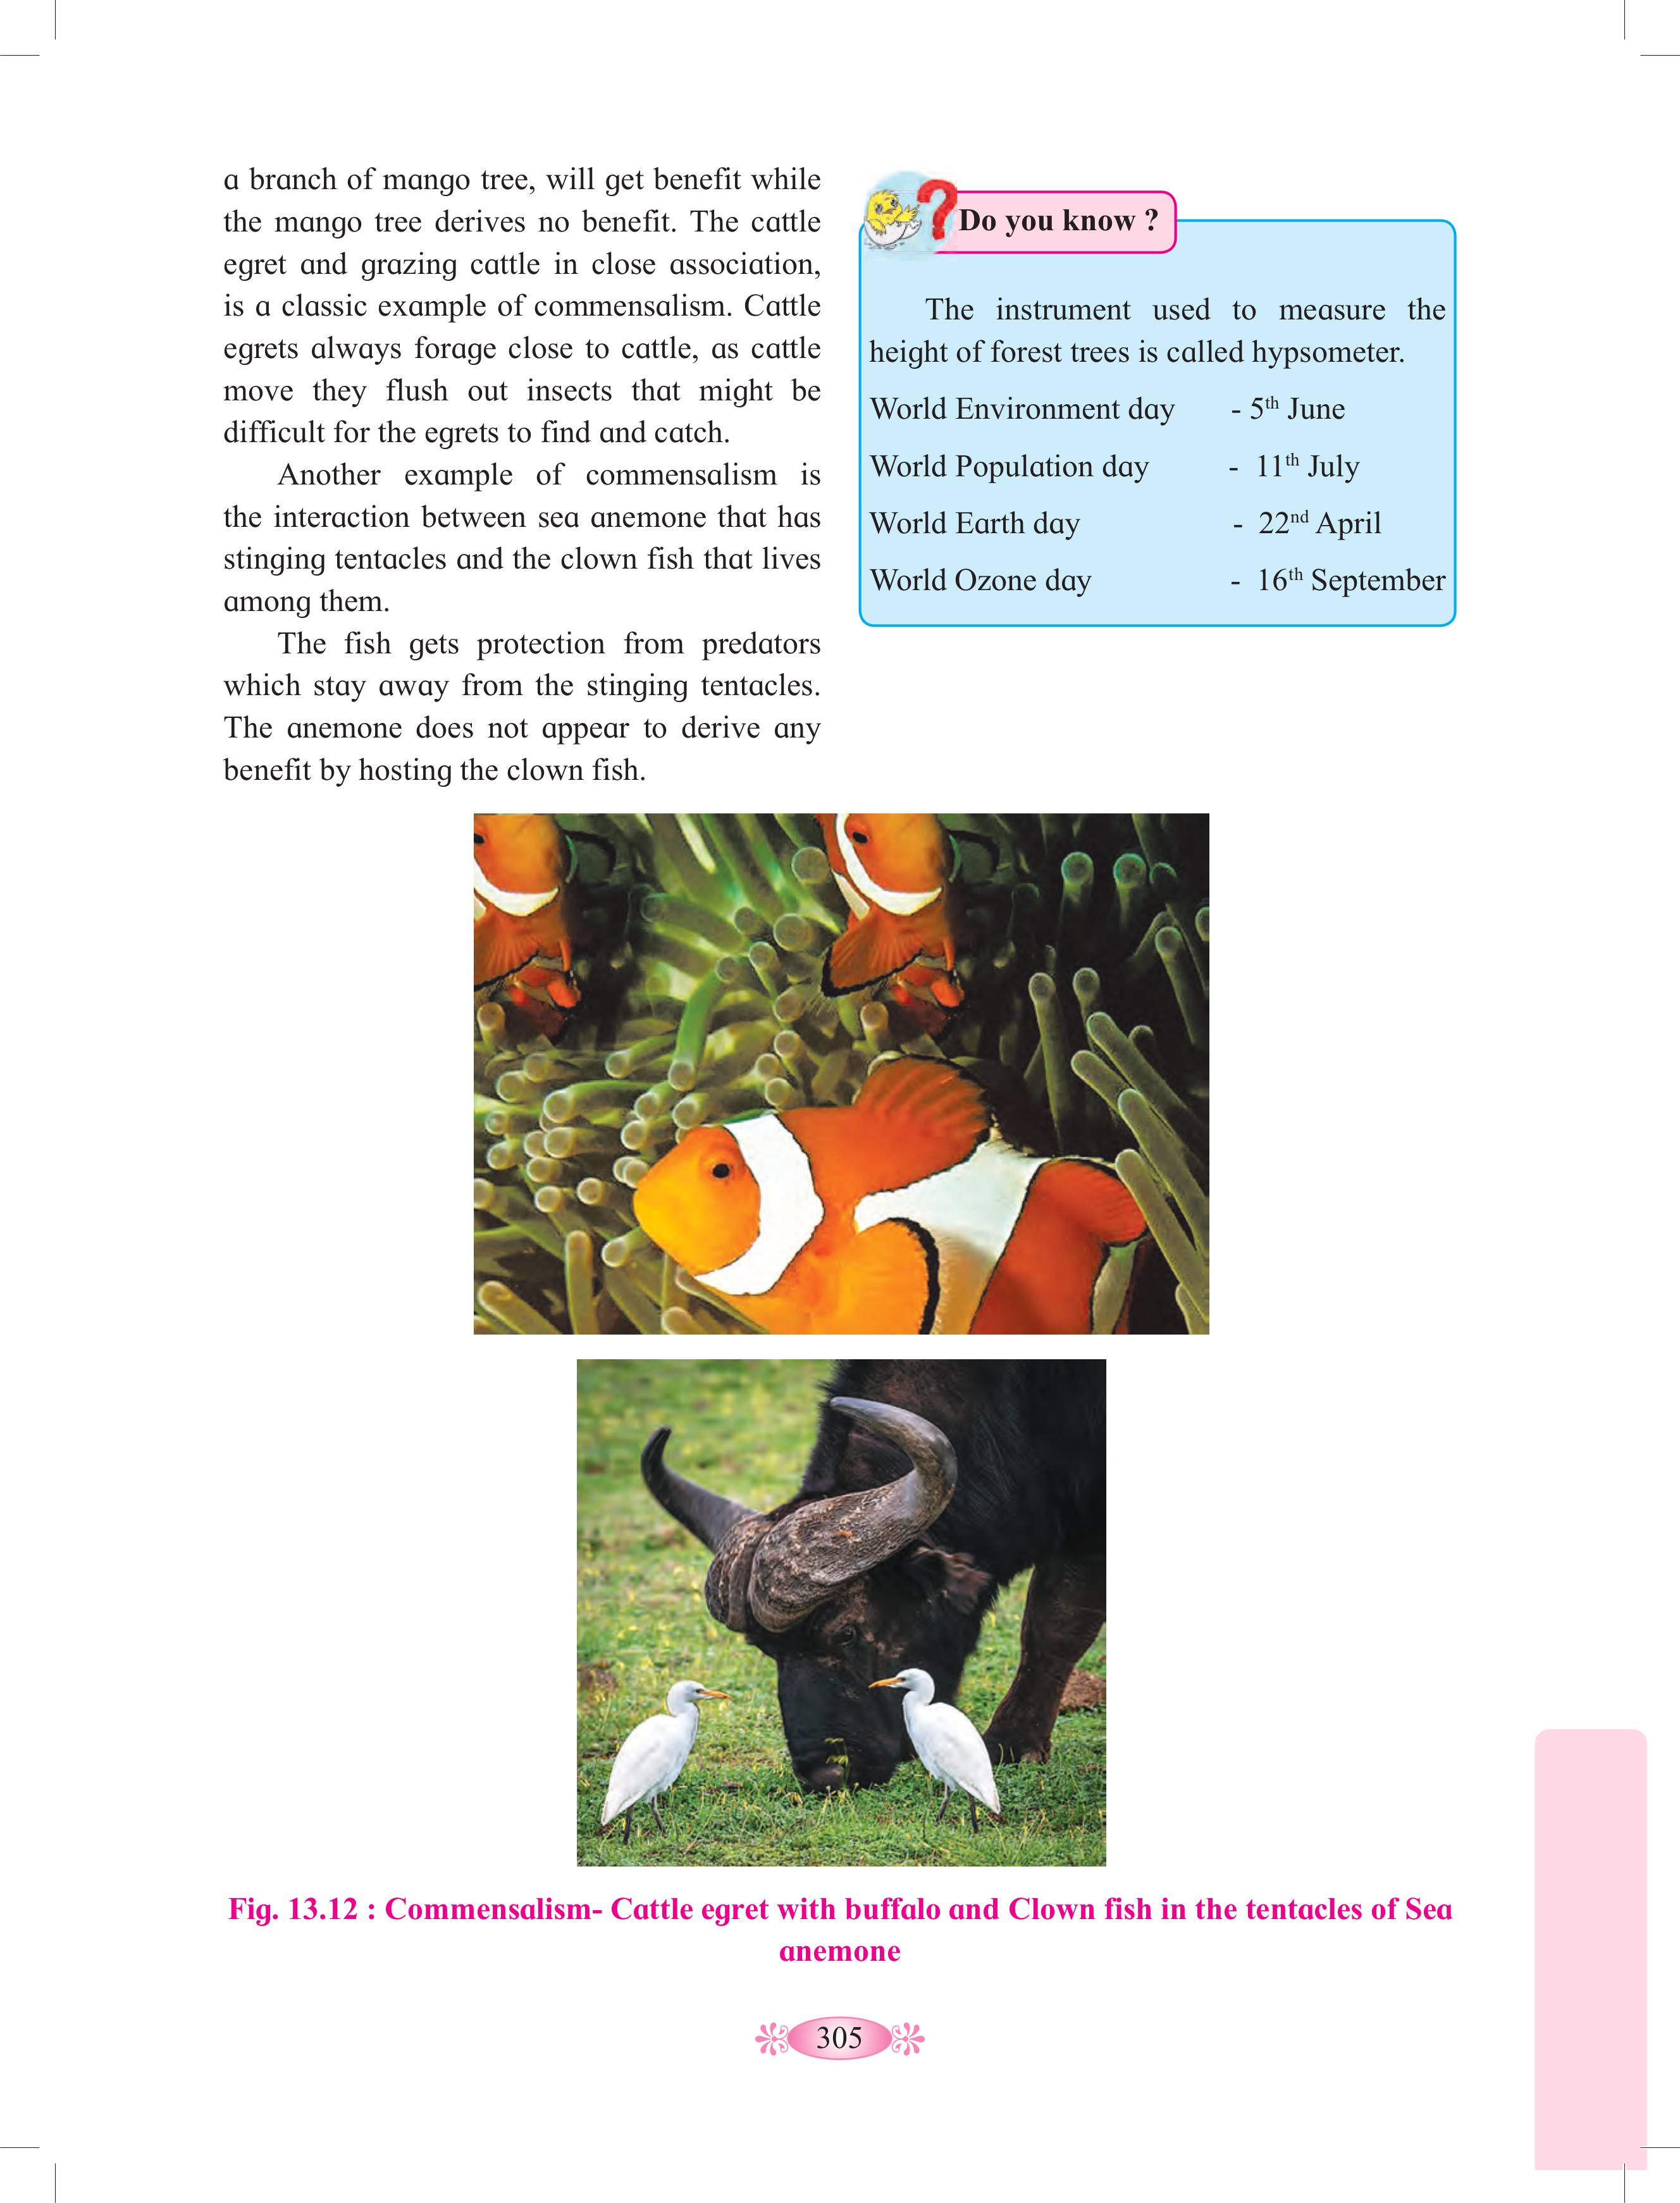 a branch of mango tree, will get benefit while
the mango tree derives no benefit. The cattle
egret and grazing cattle in close association,
is a classic example of commensalism. Cattle
egrets always forage close to cattle, as cattle
move they flush out insects that might be
difficult for the egrets to find and catch.
Another example of commensalism is
the interaction between sea anemone that has
stinging tentacles and the clown fish that lives
among them.
The fish gets protection from predators
which stay away from the stinging tentacles.
The anemone does not appear to derive any
benefit by hosting the clown fish.
? Do you know ?
The instrument used to measure the
height of forest trees is called hypsometer.
World Environment day - 5th June
World Population day - 11th July
World Earth day - 22nd April
World Ozone day - 16th September
Fig. 13.12 : Commensalism- Cattle egret with buffalo and Clown fish in the tentacles of Sea
anemone
305